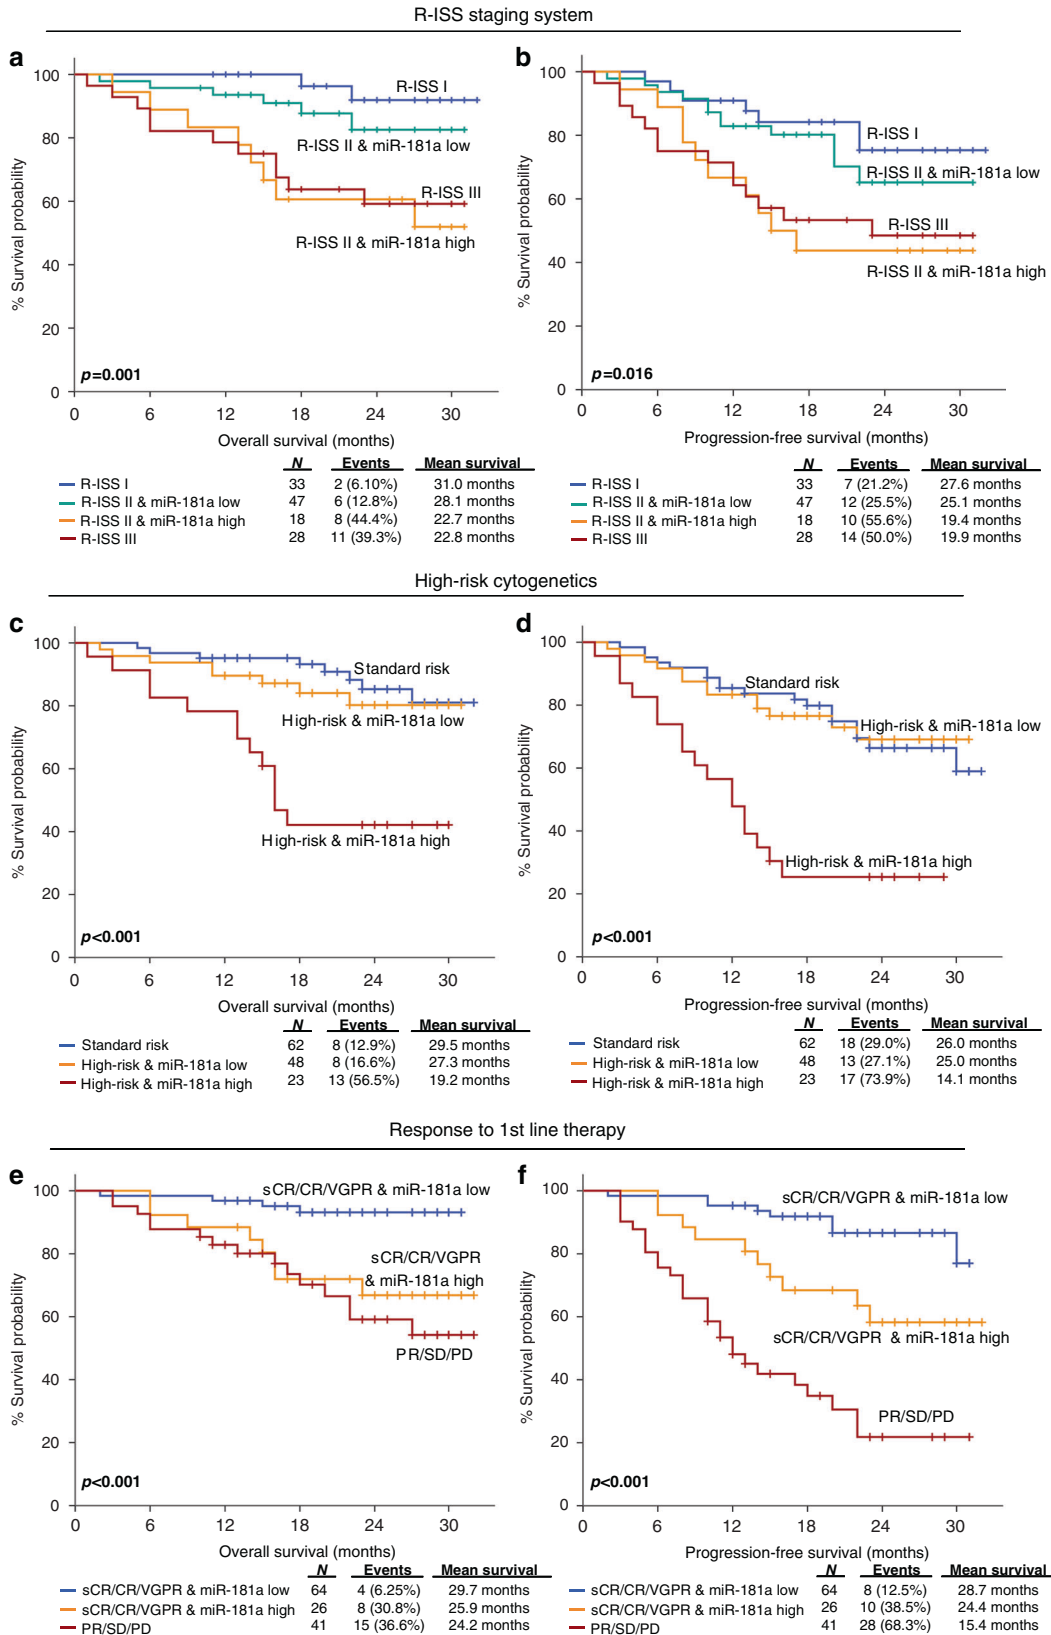 R-ISS staging system
a
100
80
60
40
20
0
% Survival probability
R-ISS I
R-ISS II & miR-181a low
R-ISS III
R-ISS II & miR-181a high
p=0.001
0 6 12 18 24 30
Overall survival (months)
N Events Mean survival
R-ISS I 33 2 (6.10%) 31.0 months
R-ISS II & miR-181a low 47 6 (12.8%) 28.1 months
R-ISS II & miR-181a high 18 8 (44.4%) 22.7 months
R-ISS III 28 11 (39.3%) 22.8 months
b
100
80
60
40
20
0
% Survival probability
R-ISS I
R-ISS II & miR-181a low
R-ISS III
R-ISS II & miR-181a high
p=0.016
0 6 12 18 24 30
Progression-free survival (months)
N Events Mean survival
R-ISS I 33 7 (21.2%) 27.6 months
R-ISS II & miR-181a low 47 12 (25.5%) 25.1 months
R-ISS II & miR-181a high 18 10 (55.6%) 19.4 months
R-ISS III 28 14 (50.0%) 19.9 months
High-risk cytogenetics
c
100
80
60
40
20
0
% Survival probability
Standard risk
High-risk & miR-181a low
High-risk & miR-181a high
p<0.001
0 6 12 18 24 30
Overall survival (months)
N Events Mean survival
Standard risk 62 8 (12.9%) 29.5 months
High-risk & miR-181a low 48 8 (16.6%) 27.3 months
High-risk & miR-181a high 23 13 (56.5%) 19.2 months
d
100
80
60
40
20
0
% Survival probability
Standard risk
High-risk & miR-181a low
High-risk & miR-181a high
p<0.001
0 6 12 18 24 30
Progression-free survival (months)
N Events Mean survival
Standard risk 62 18 (29.0%) 26.0 months
High-risk & miR-181a low 48 13 (27.1%) 25.0 months
High-risk & miR-181a high 23 17 (73.9%) 14.1 months
Response to 1st line therapy
e
100
80
60
40
20
0
% Survival probability
sCR/CR/VGPR & miR-181a low
sCR/CR/VGPR
& miR-181a high
PR/SD/PD
p<0.001
0 6 12 18 24 30
Overall survival (months)
N Events Mean survival
sCR/CR/VGPR & miR-181a low 64 4 (6.25%) 29.7 months
sCR/CR/VGPR & miR-181a high 26 8 (30.8%) 25.9 months
PR/SD/PD 41 15 (36.6%) 24.2 months
f
100
80
60
40
20
0
% Survival probability
sCR/CR/VGPR & miR-181a low
sCR/CR/VGPR & miR-181a high
PR/SD/PD
p<0.001
0 6 12 18 24 30
Progression-free survival (months)
N Events Mean survival
sCR/CR/VGPR & miR-181a low 64 8 (12.5%) 28.7 months
sCR/CR/VGPR & miR-181a high 26 10 (38.5%) 24.4 months
PR/SD/PD 41 28 (68.3%) 15.4 months